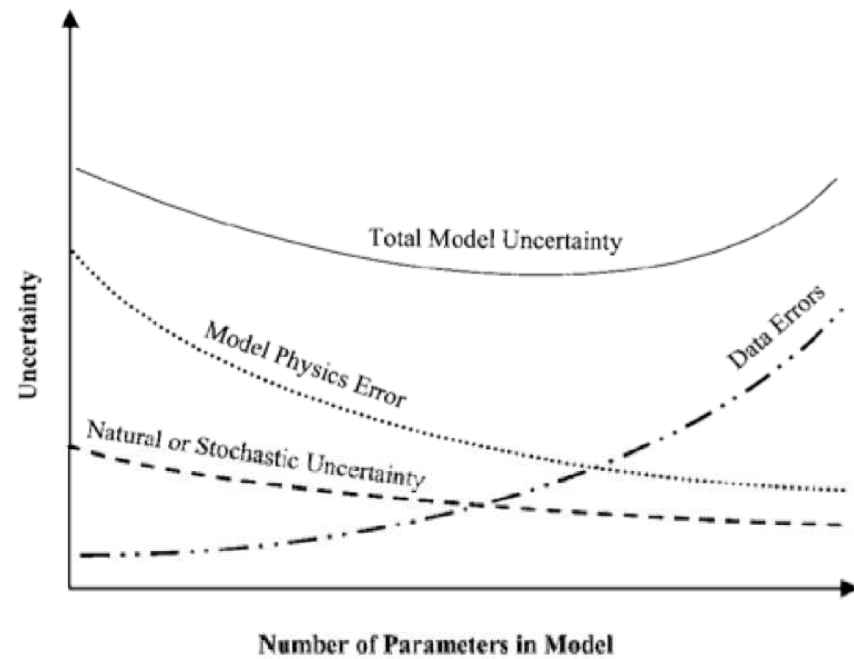 Total Model Uncertainty
Uncertainty
Model Physics Error
Data Errors
Natural or Stochastic Uncertainty
Number of Parameters in Model